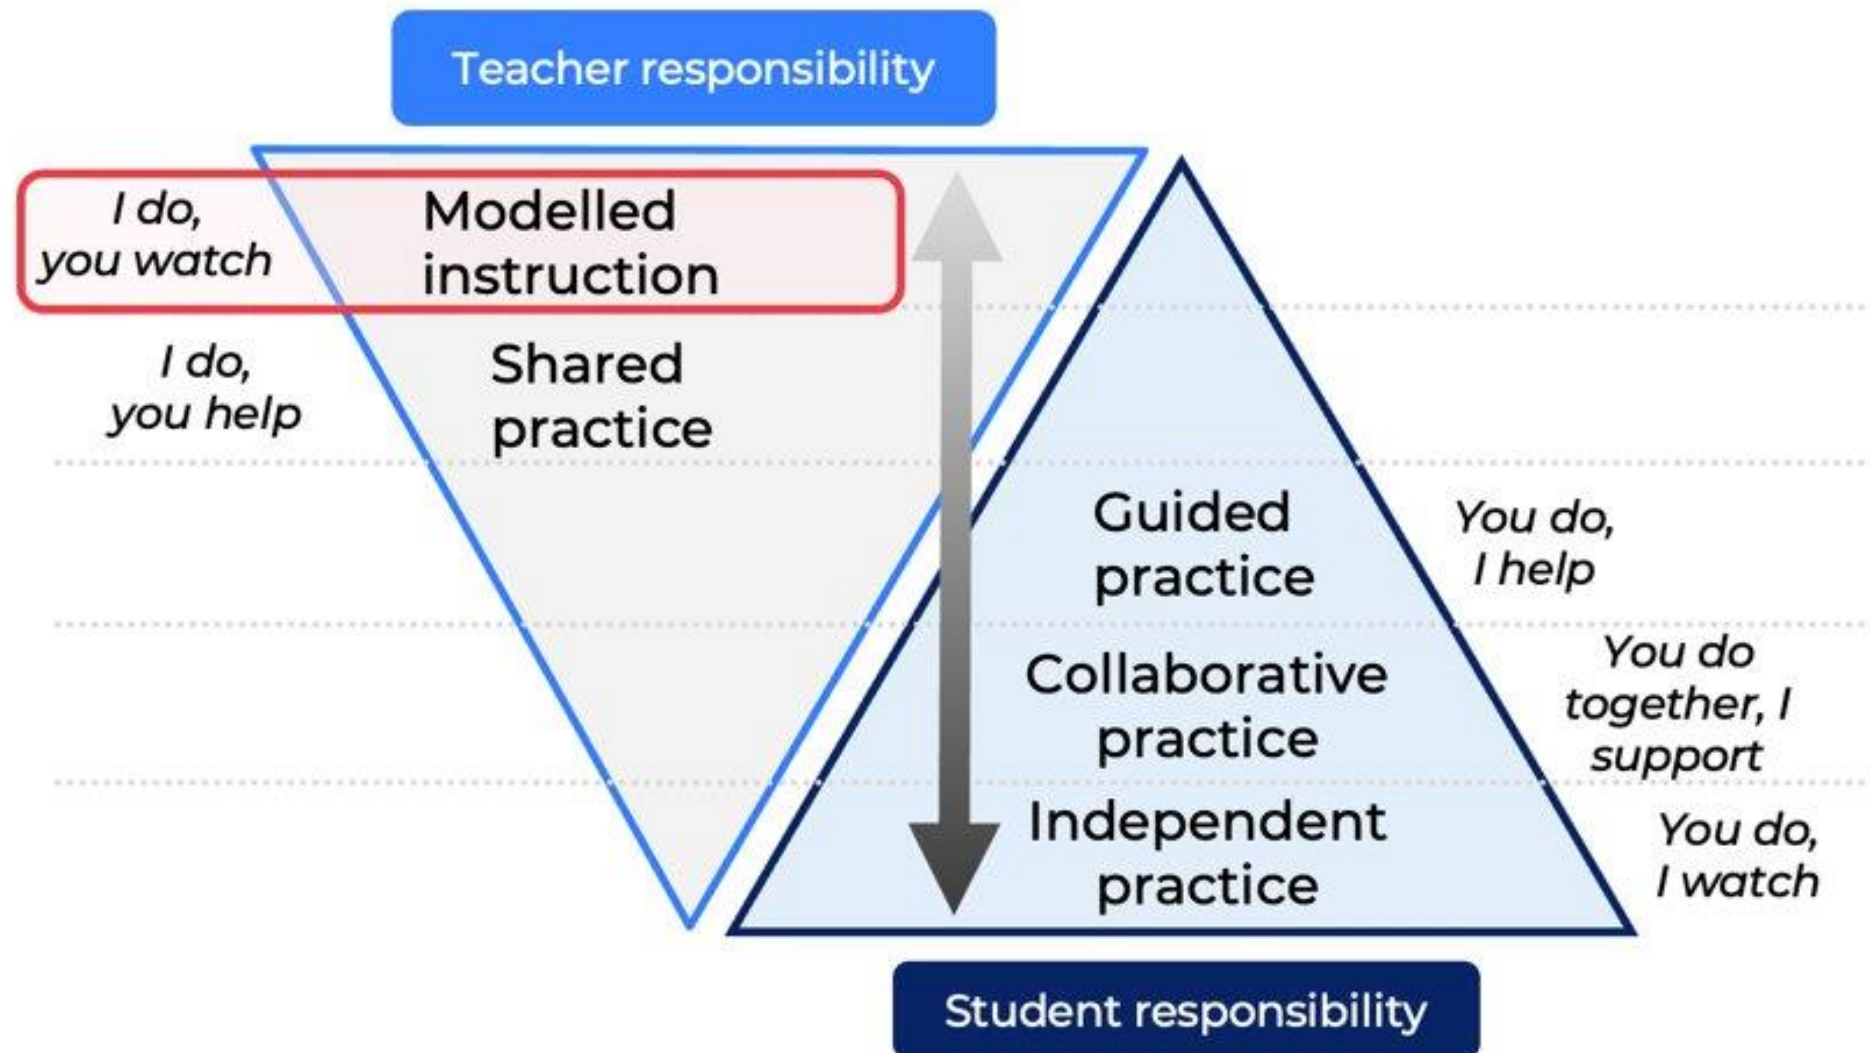 Teacher responsibility
I do,
you watch
Modelled
instruction
I do,
you help
Shared
practice
Guided
practice
You do,
I help
Collaborative
practice
You do
together, I
support
Independent
practice
You do,
I watch
Student responsibility